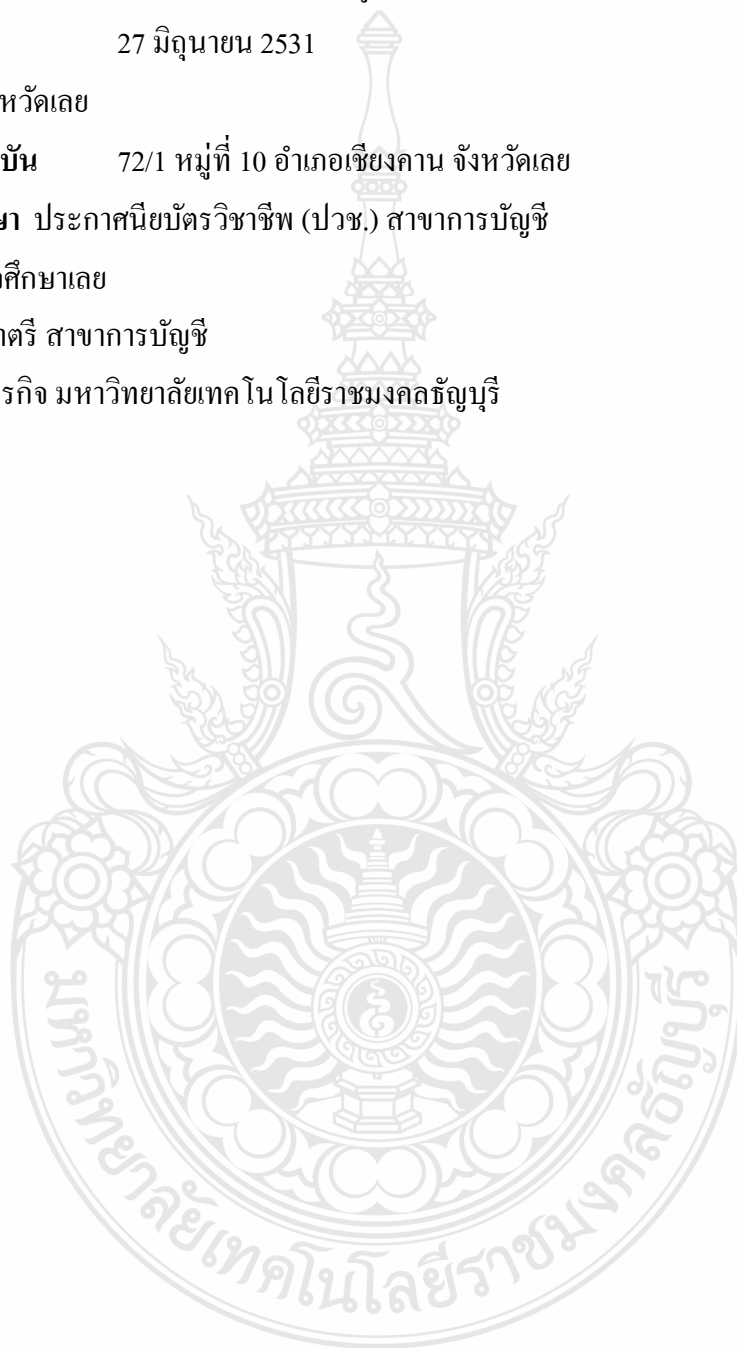 27 มิถุนายน 2531
หวัดเลย
บัน 72/1 หมู่ที่ 10 อำเภอเชียงคาน จังหวัดเลย
ษา ประกาศนียบัตรวิชาชีพ (ปวช.) สาขาการบัญชี
ศึกษาเลย
าตรี สาขาการบัญชี
รกิจ มหาวิทยาลัยเทคโนโลยีราชมงคลธัญบุรี
มหาวิทยาลัยเทคโนโลยีราชมงคลธัญบุรี